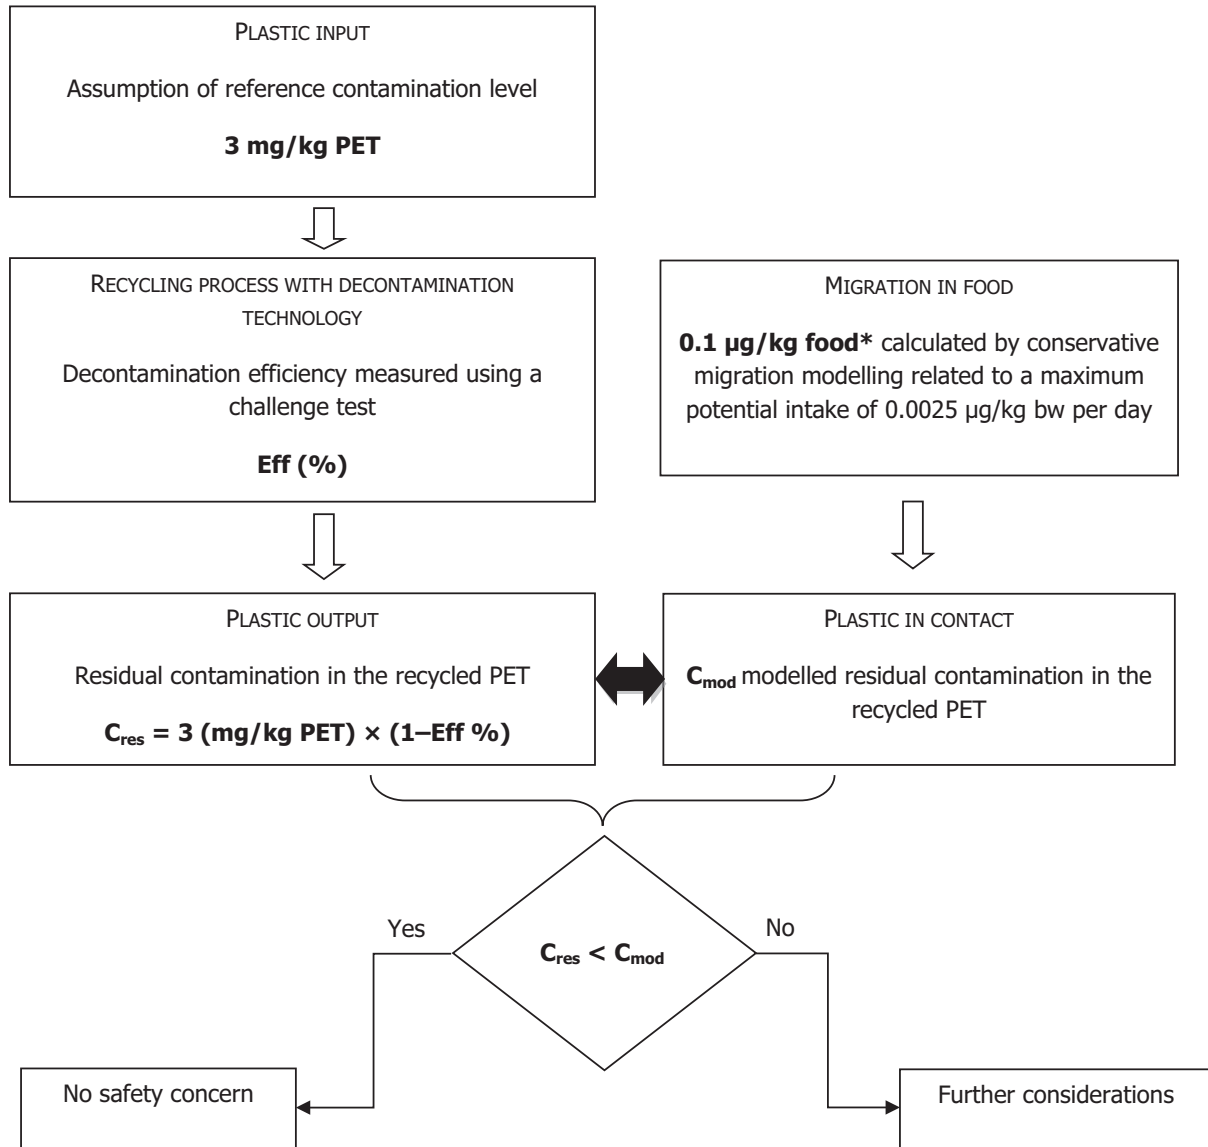 PLASTIC INPUT
Assumption of reference contamination level
3 mg/kg PET
RECYCLING PROCESS WITH DECONTAMINATION
TECHNOLOGY
Decontamination efficiency measured using a
challenge test
Eff (%)
MIGRATION IN FOOD
0.1 µg/kg food* calculated by conservative
migration modelling related to a maximum
potential intake of 0.0025 µg/kg bw per day
PLASTIC OUTPUT
Residual contamination in the recycled PET
Cres = 3 (mg/kg PET) × (1–Eff %)
PLASTIC IN CONTACT
Cmod modelled residual contamination in the
recycled PET
Yes
No
Cres < Cmod
No safety concern
Further considerations